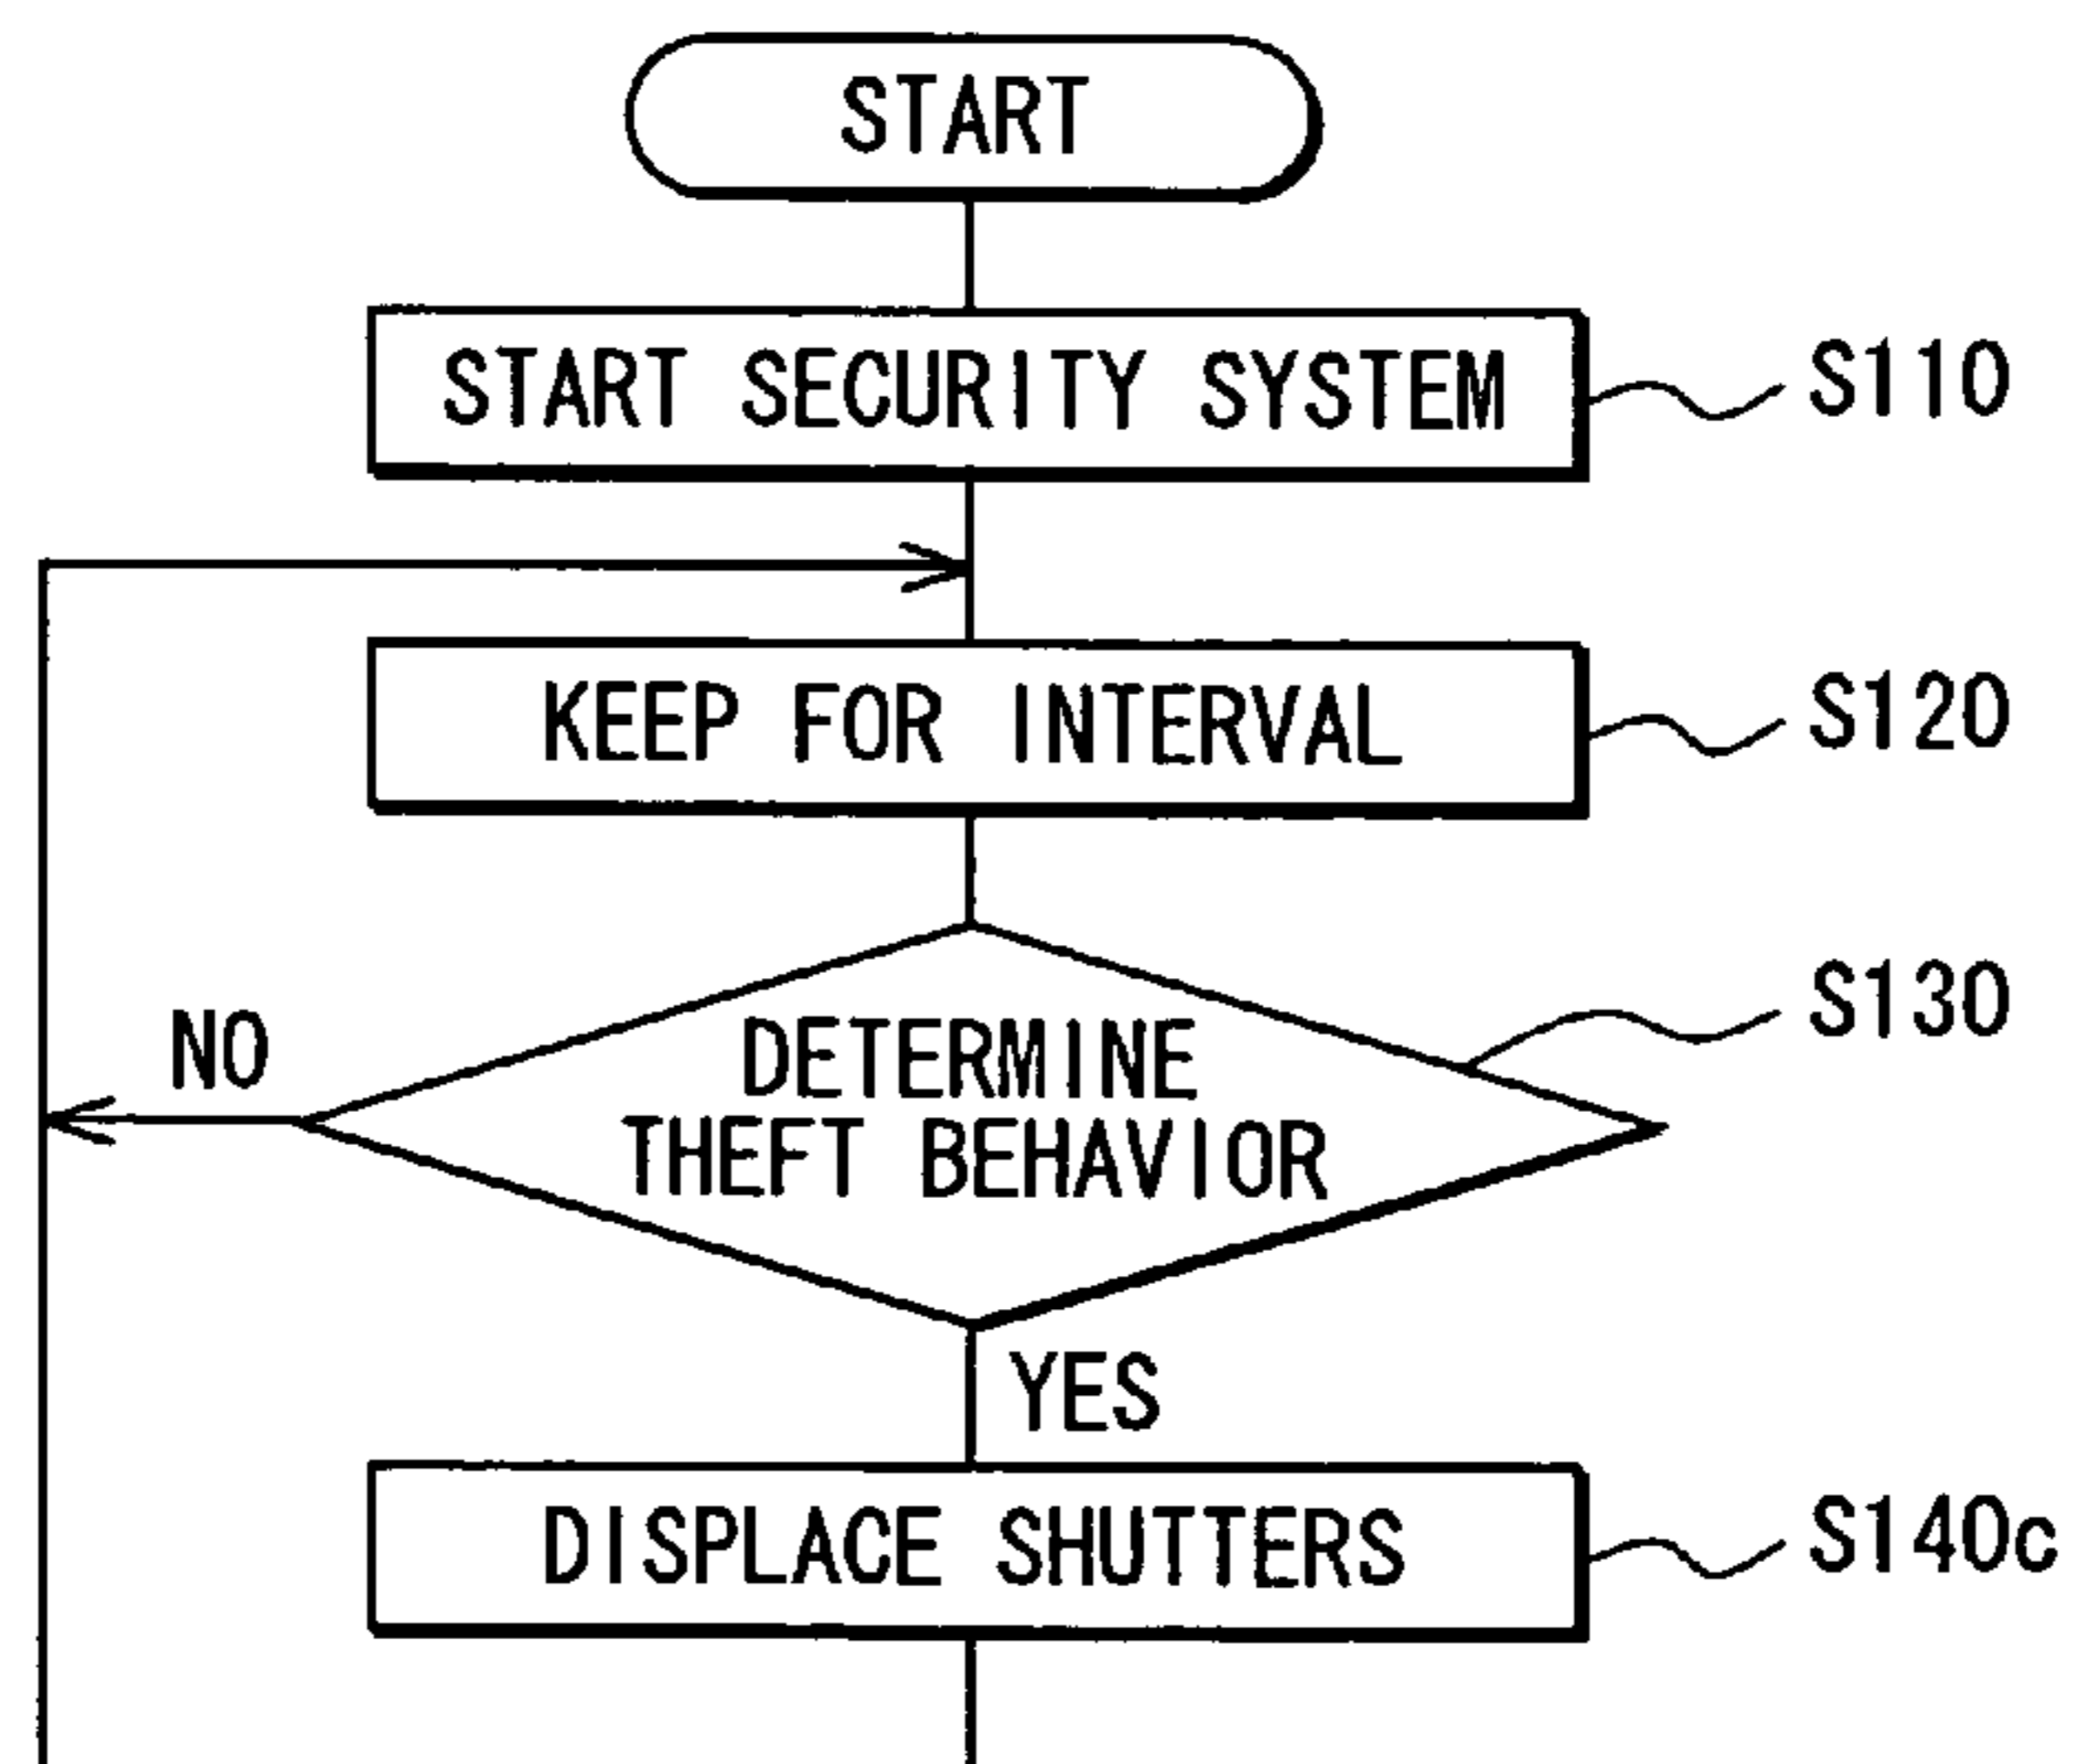 START
START SECURITY SYSTEM
S110
KEEP FOR INTERVAL
S120
S130
NO
DETERMINE
THEFT BEHAVIOR
YES
DISPLACE SHUTTERS
S140c